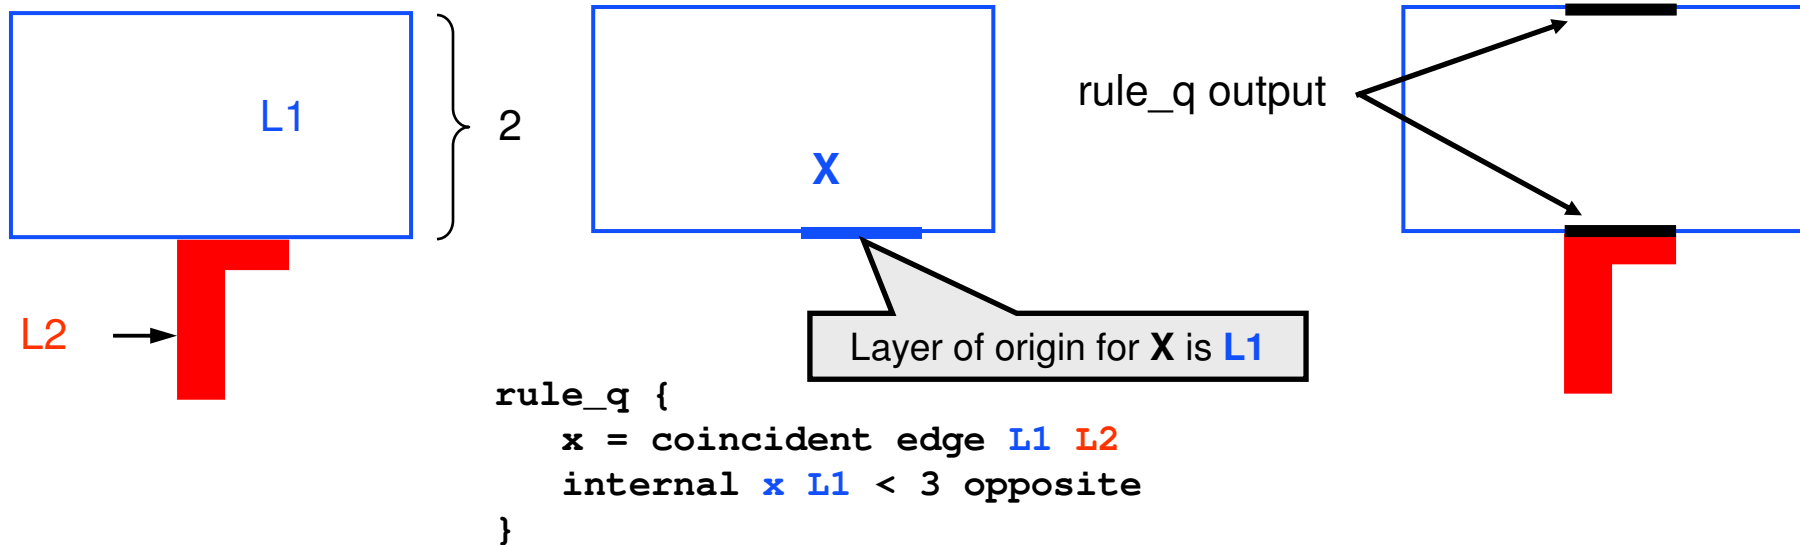 L1
2
L2
X
Layer of origin for X is L1
rule_q output
rule_q {
x = coincident edge L1 L2
internal x L1 < 3 opposite
}